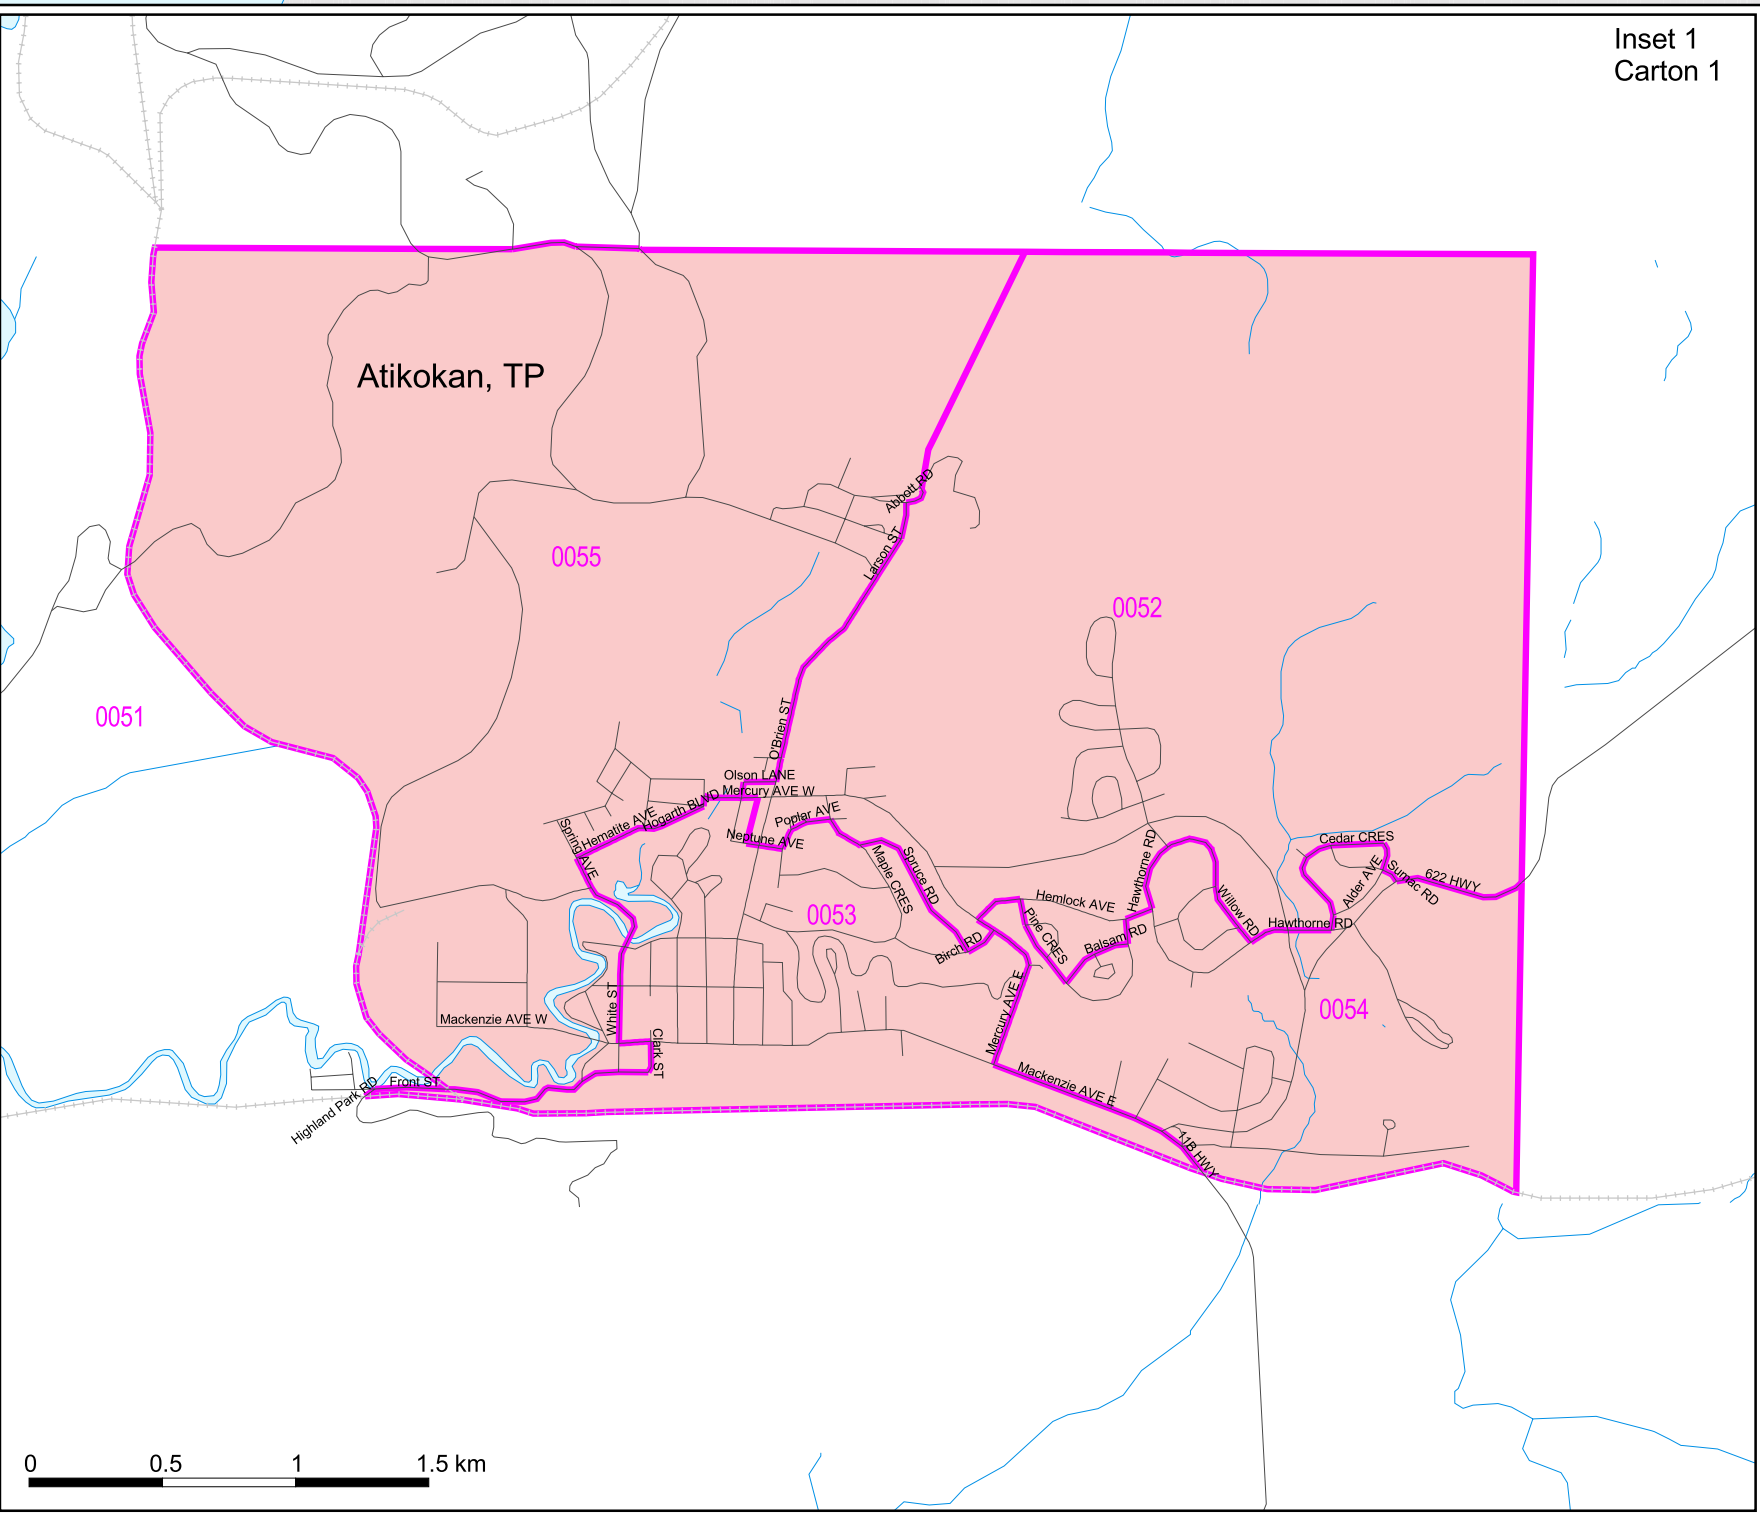 Inset 1
Carton 1
Atikokan, TP
Abbott RD
0055
Larson ST
0052
0051
O'Brien ST
Olson LANE
Mercury AVE W
Hogarth BLVD
Hematite AVE
Spring AVE
Poplar AVE
Neptune AVE
Maple CRES
Spruce RD
Hawthorne RD
Cedar CRES
Alder AVE
Sumac RD
622 HWY
Hemlock AVE
Willow RD
Hawthorne RD
0053
Pine CRES
Balsam RD
Birch RD
Mercury AVE E
0054
White ST
Mackenzie AVE W
Clark ST
Front ST
Highland Park RD
Mackenzie AVE E
11B HWY
0 0.5 1 1.5 km